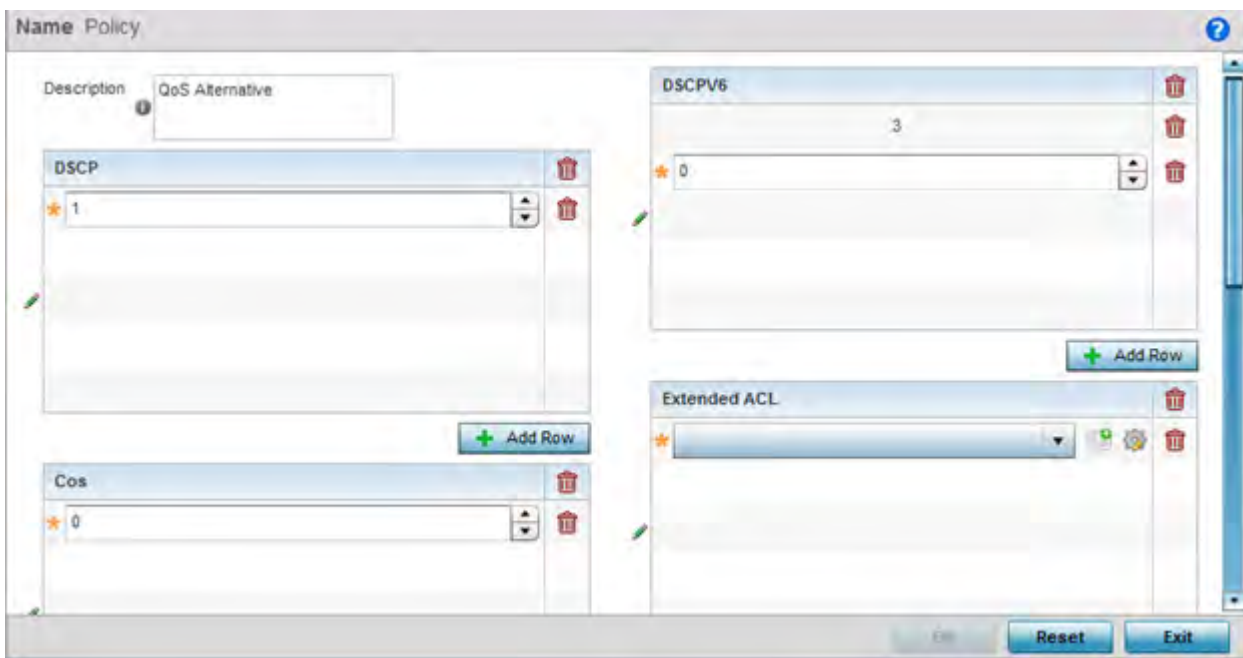 Name Policy
Description
QoS Alternative
DSCP
1
Add Row
Cos
0
DSCPV6
3
0
Add Row
Extended ACL
Reset
Exit